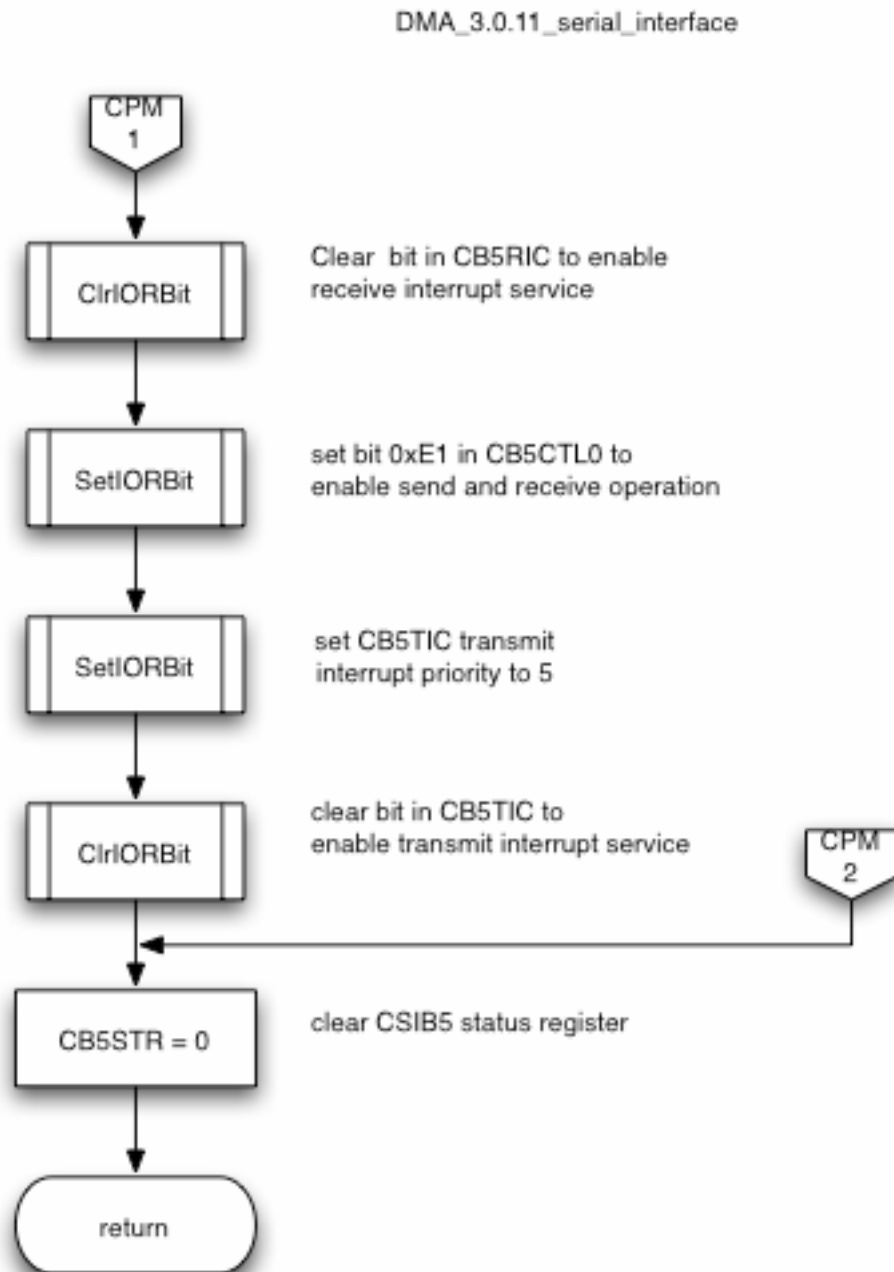 DMA_3.0.11_serial_interface
CPM
1
ClrIORBit
Clear bit in CB5RIC to enable
receive interrupt service
SetIORBit
set bit 0xE1 in CB5CTL0 to
enable send and receive operation
SetIORBit
set CB5TIC transmit
interrupt priority to 5
ClrIORBit
clear bit in CB5TIC to
enable transmit interrupt service
CPM
2
CB5STR = 0
clear CSIB5 status register
return